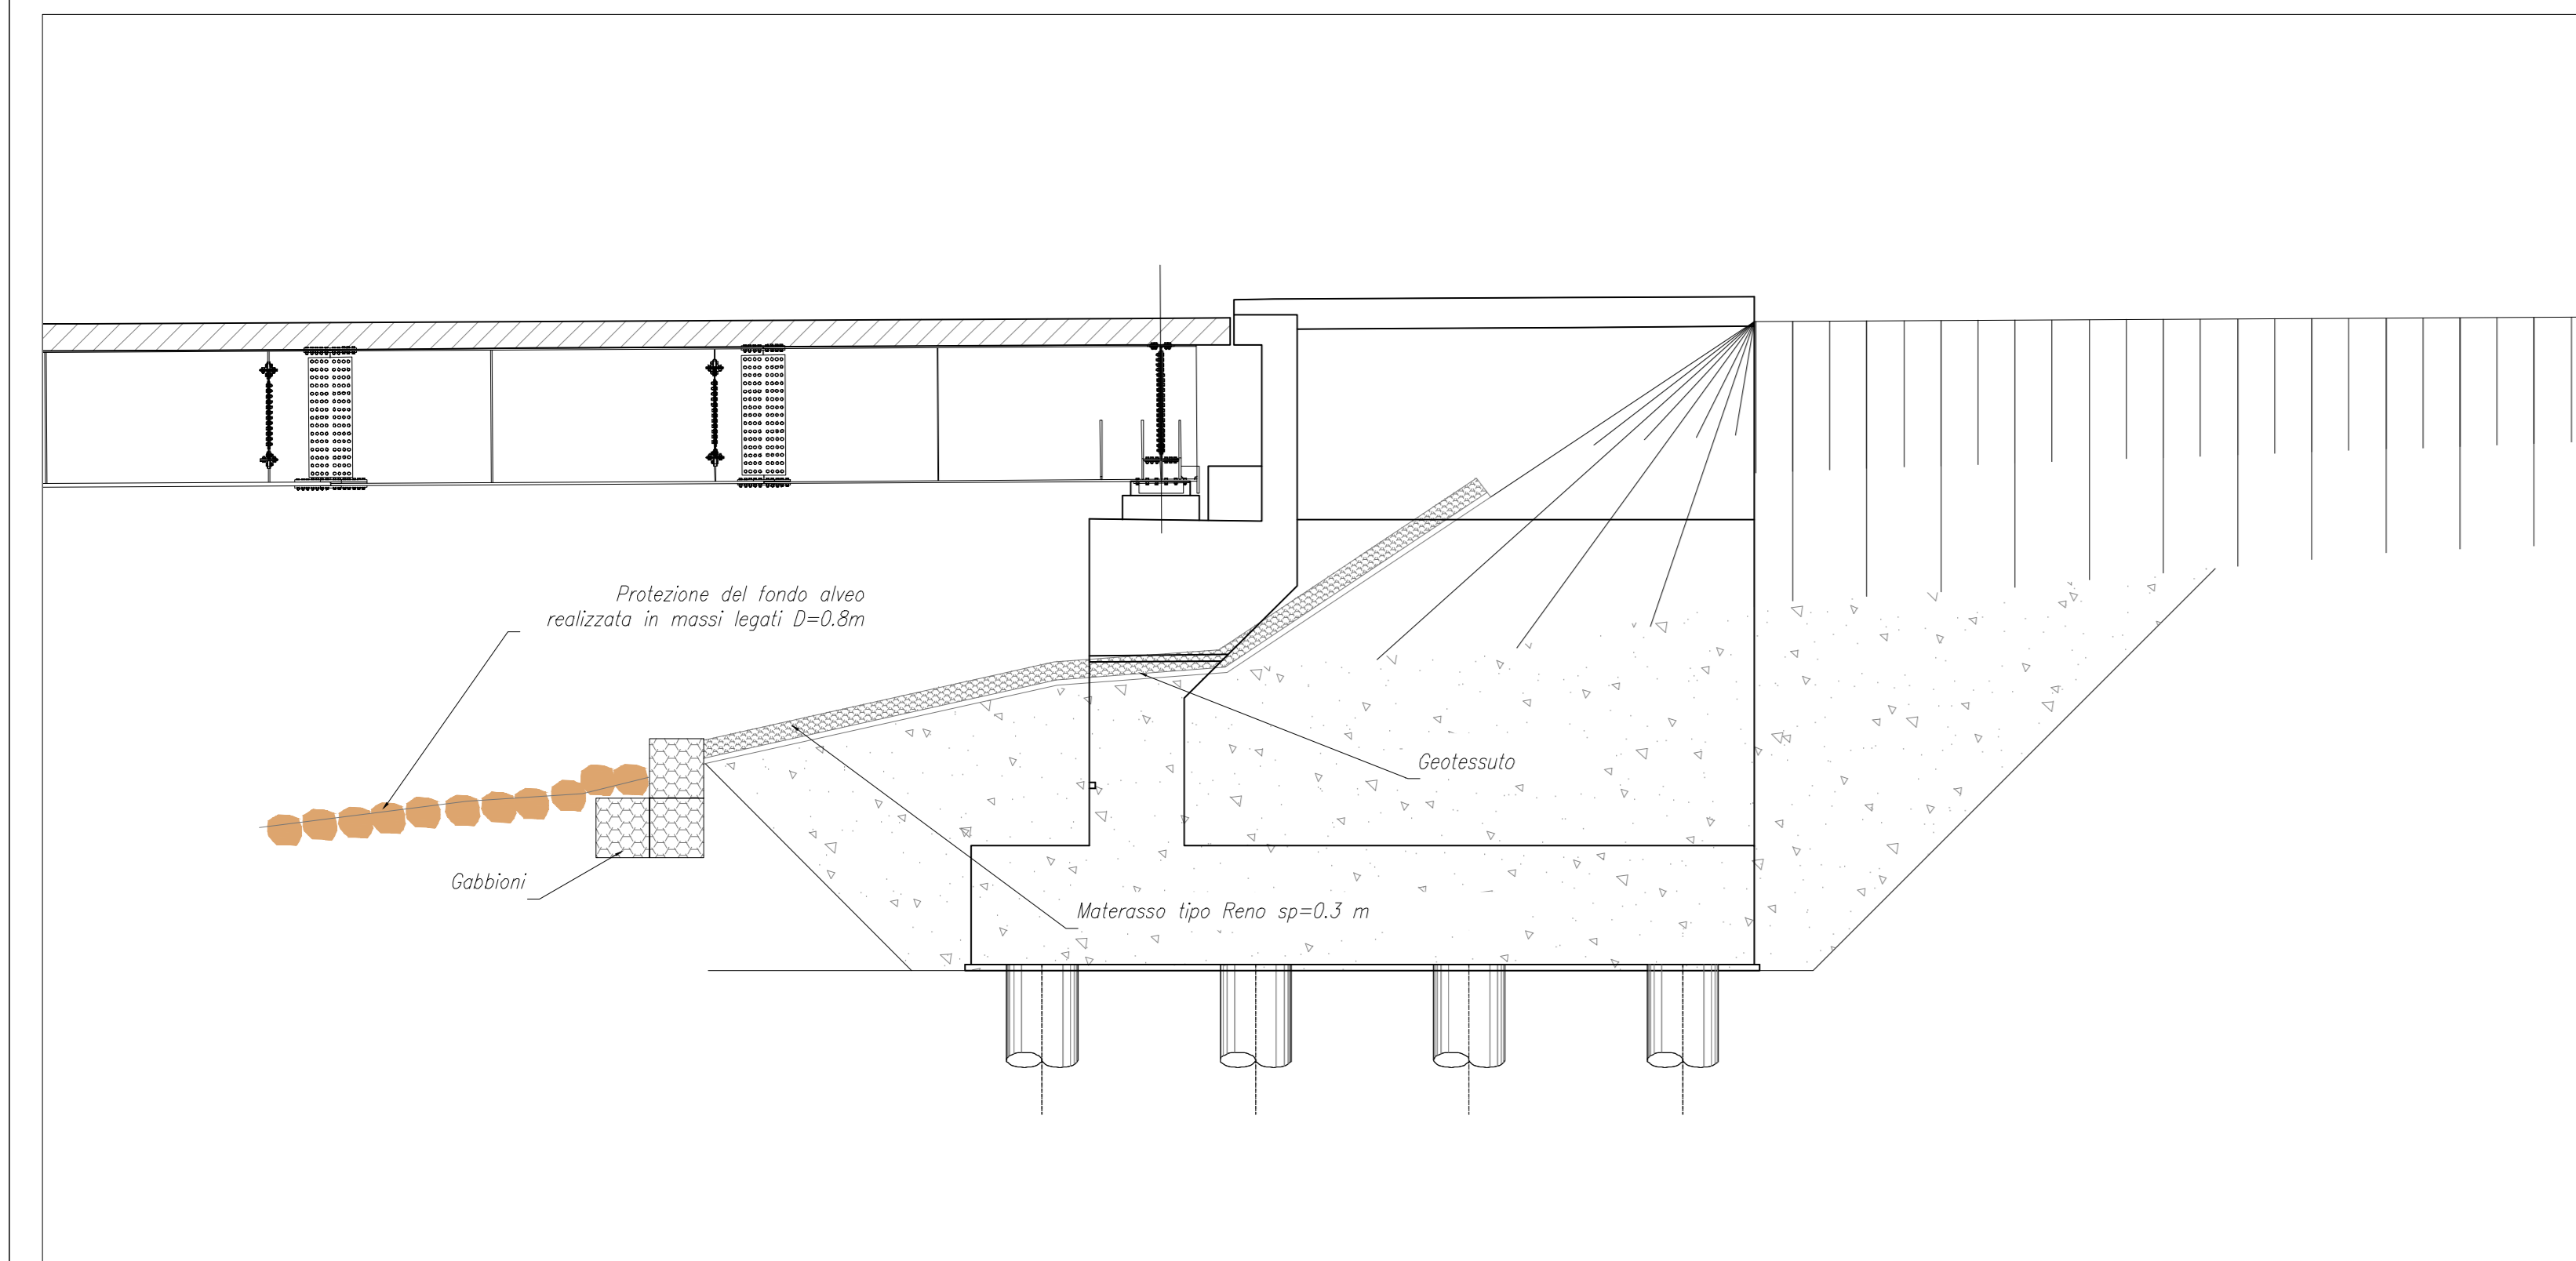 Protezione del fondo alveo
realizzata in massi legati D=0.8m
Geotessuto
Gabbioni
Materasso tipo Reno sp=0.3 m